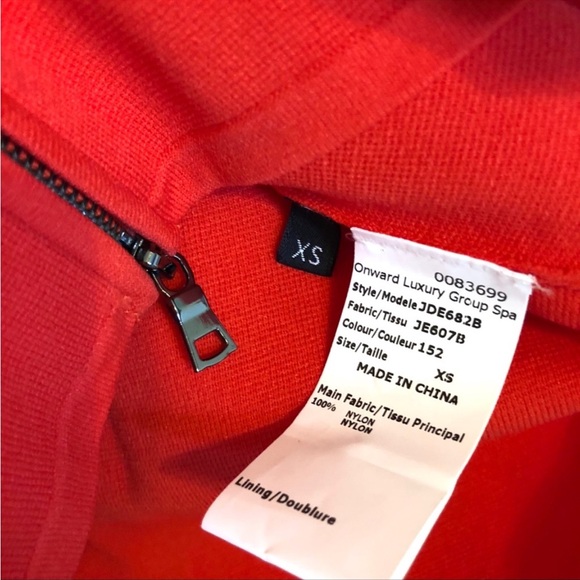 XS
0083699
Onward Luxury Group Spa
Style/Modele JDE682B
Fabric/Tissu JE607B
Colour/Couleur 152
Size/Taille XS
MADE IN CHINA
Main Fabric/Tissu Principal
100% NYLON
NYLON
Lining/Doublure